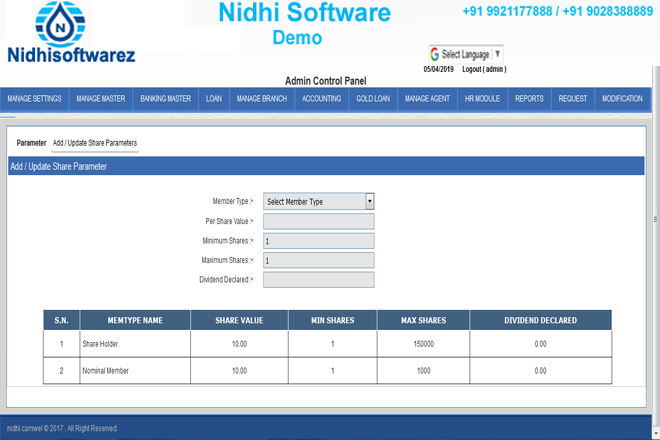 Nidhi Software
Demo
+91 9921177888 / +91 9028388889
Nidhisoftwarez
G Select Language ▼
05/04/2019 Logout ( admin )
Admin Control Panel
MANAGE SETTINGS MANAGE MASTER BANKING MASTER LOAN MANAGE BRANCH ACCOUNTING GOLD LOAN MANAGE AGENT HR MODULE REPORTS REQUEST MODIFICATION
Parameter Add / Update Share Parameters
Add / Update Share Parameter
Member Type :* Select Member Type
Per Share Value :*
Minimum Shares :* 1
Maximum Shares :* 1
Dividend Declared :*
S.N. MEMTYPE NAME SHARE VALUE MIN SHARES MAX SHARES DIVIDEND DECLARED
1 Share Holder 10.00 1 150000 0.00
2 Nominal Member 10.00 1 1000 0.00
nidhi.camwel © 2017 . All Right Reserved.